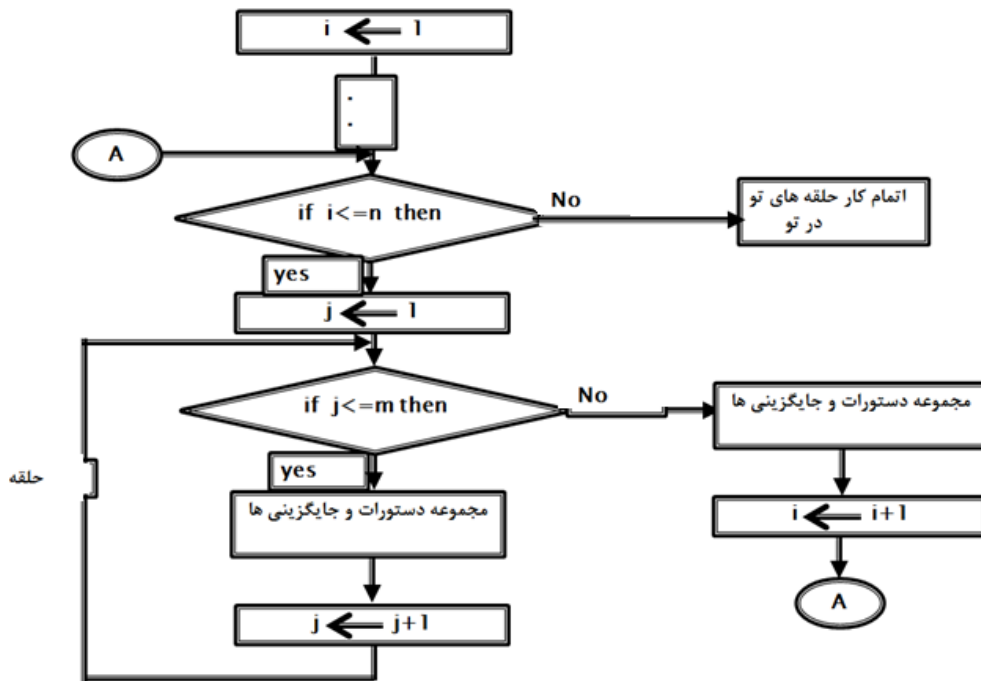 i ← 1
.
.
A
if i<=n then
No
اتمام کار حلقه های تو
در تو
yes
j ← 1
if j<=m then
No
مجموعه دستورات و جایگزینی ها
yes
حلقه
مجموعه دستورات و جایگزینی ها
i ← i+1
j ← j+1
A